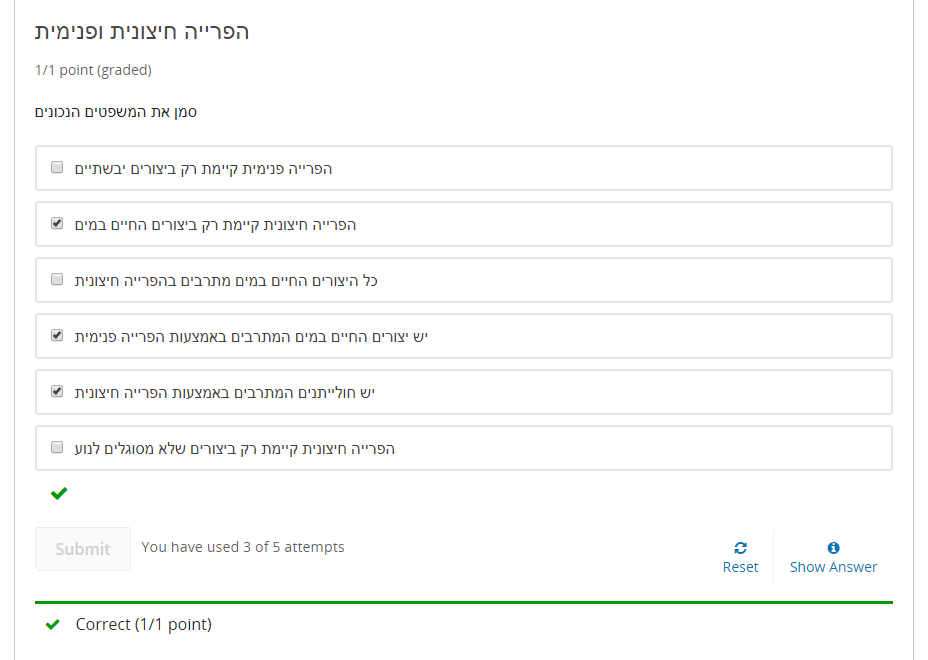 הפרייה חיצונית ופנימית
1/1 point (graded)
סמן את המשפטים הנכונים
הפרייה פנימית קיימת רק ביצורים יבשתיים
הפרייה חיצונית קיימת רק ביצורים החיים במים
כל היצורים החיים במים מתרבים בהפרייה חיצונית
יש יצורים החיים במים המתרבים באמצעות הפרייה פנימית
יש חולייתנים המתרבים באמצעות הפרייה חיצונית
הפרייה חיצונית קיימת רק ביצורים שלא מסוגלים לנוע
Submit
You have used 3 of 5 attempts
Reset
Show Answer
Correct (1/1 point)